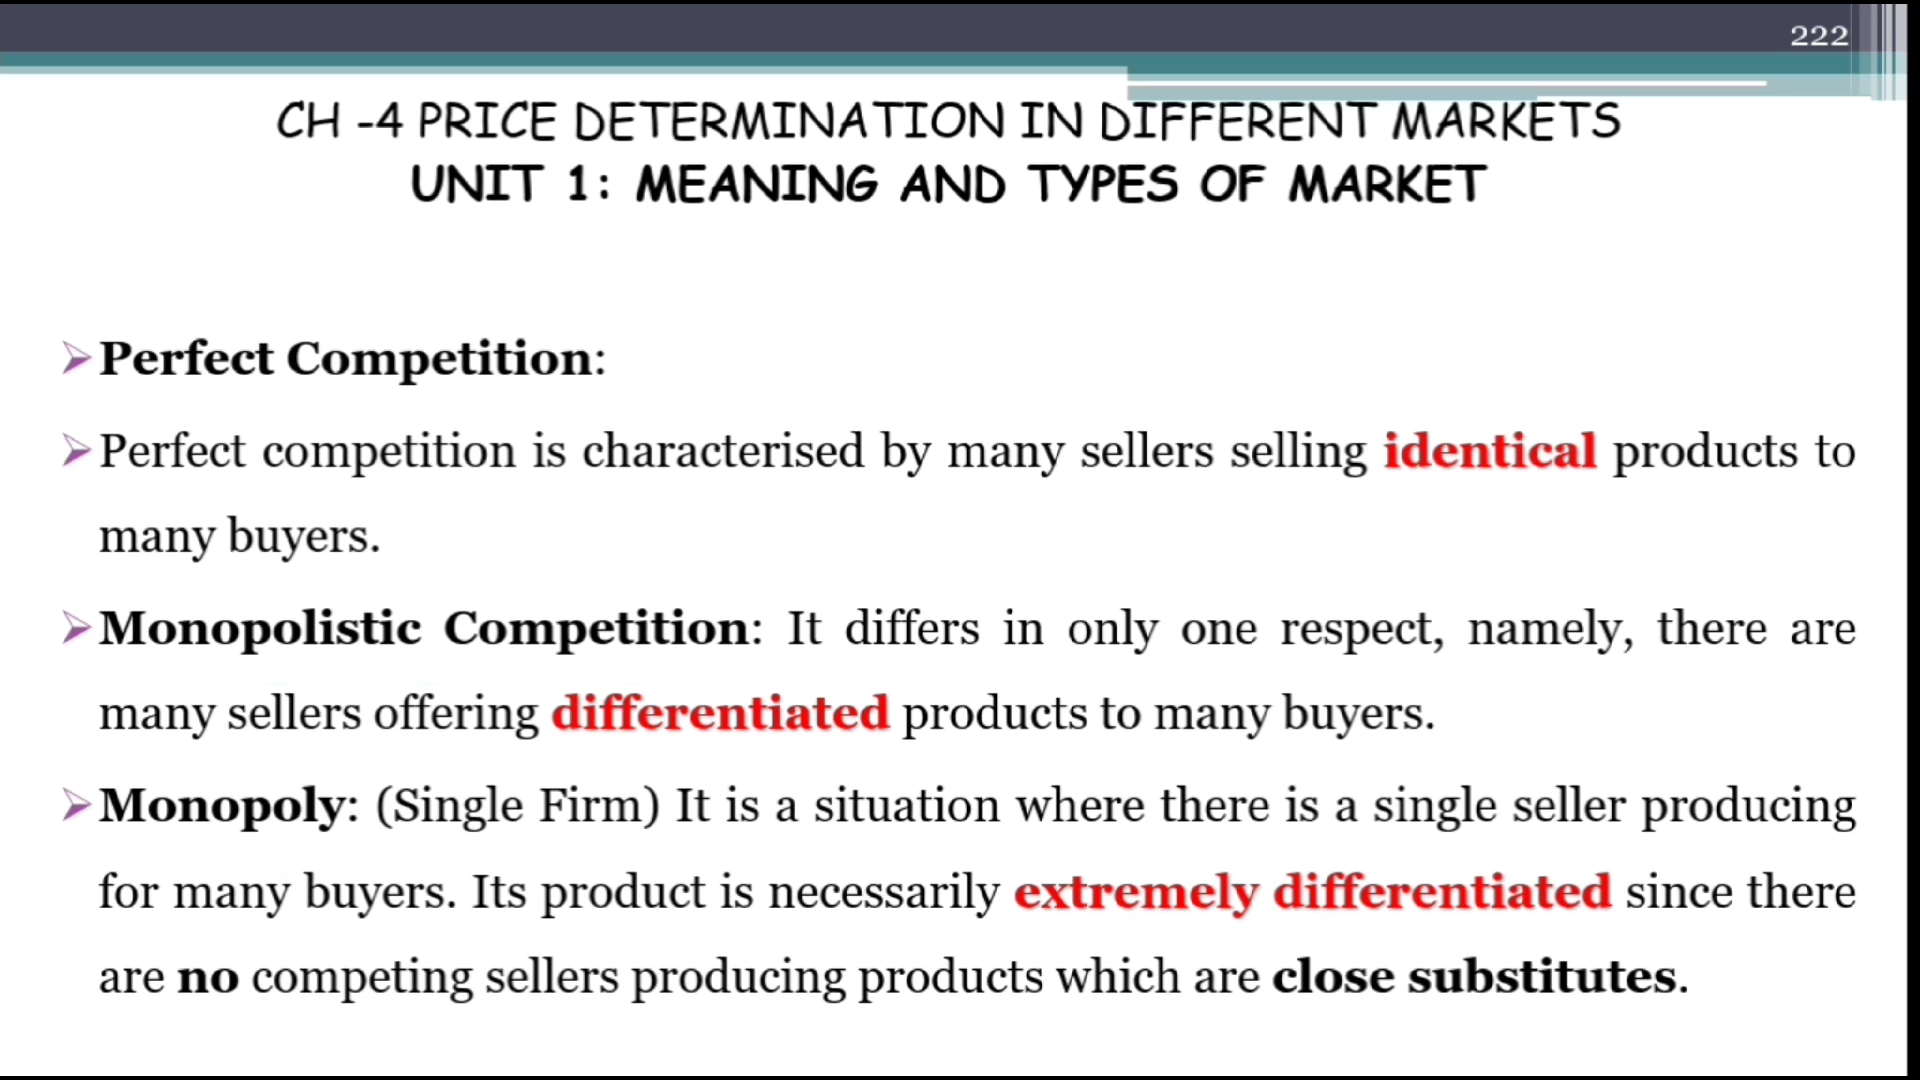 222
CH -4 PRICE DETERMINATION IN DIFFERENT MARKETS
UNIT 1: MEANING AND TYPES OF MARKET
Perfect Competition:
Perfect competition is characterised by many sellers selling identical products to
many buyers.
Monopolistic Competition: It differs in only one respect, namely, there are
many sellers offering differentiated products to many buyers.
Monopoly: (Single Firm) It is a situation where there is a single seller producing
for many buyers. Its product is necessarily extremely differentiated since there
are no competing sellers producing products which are close substitutes.